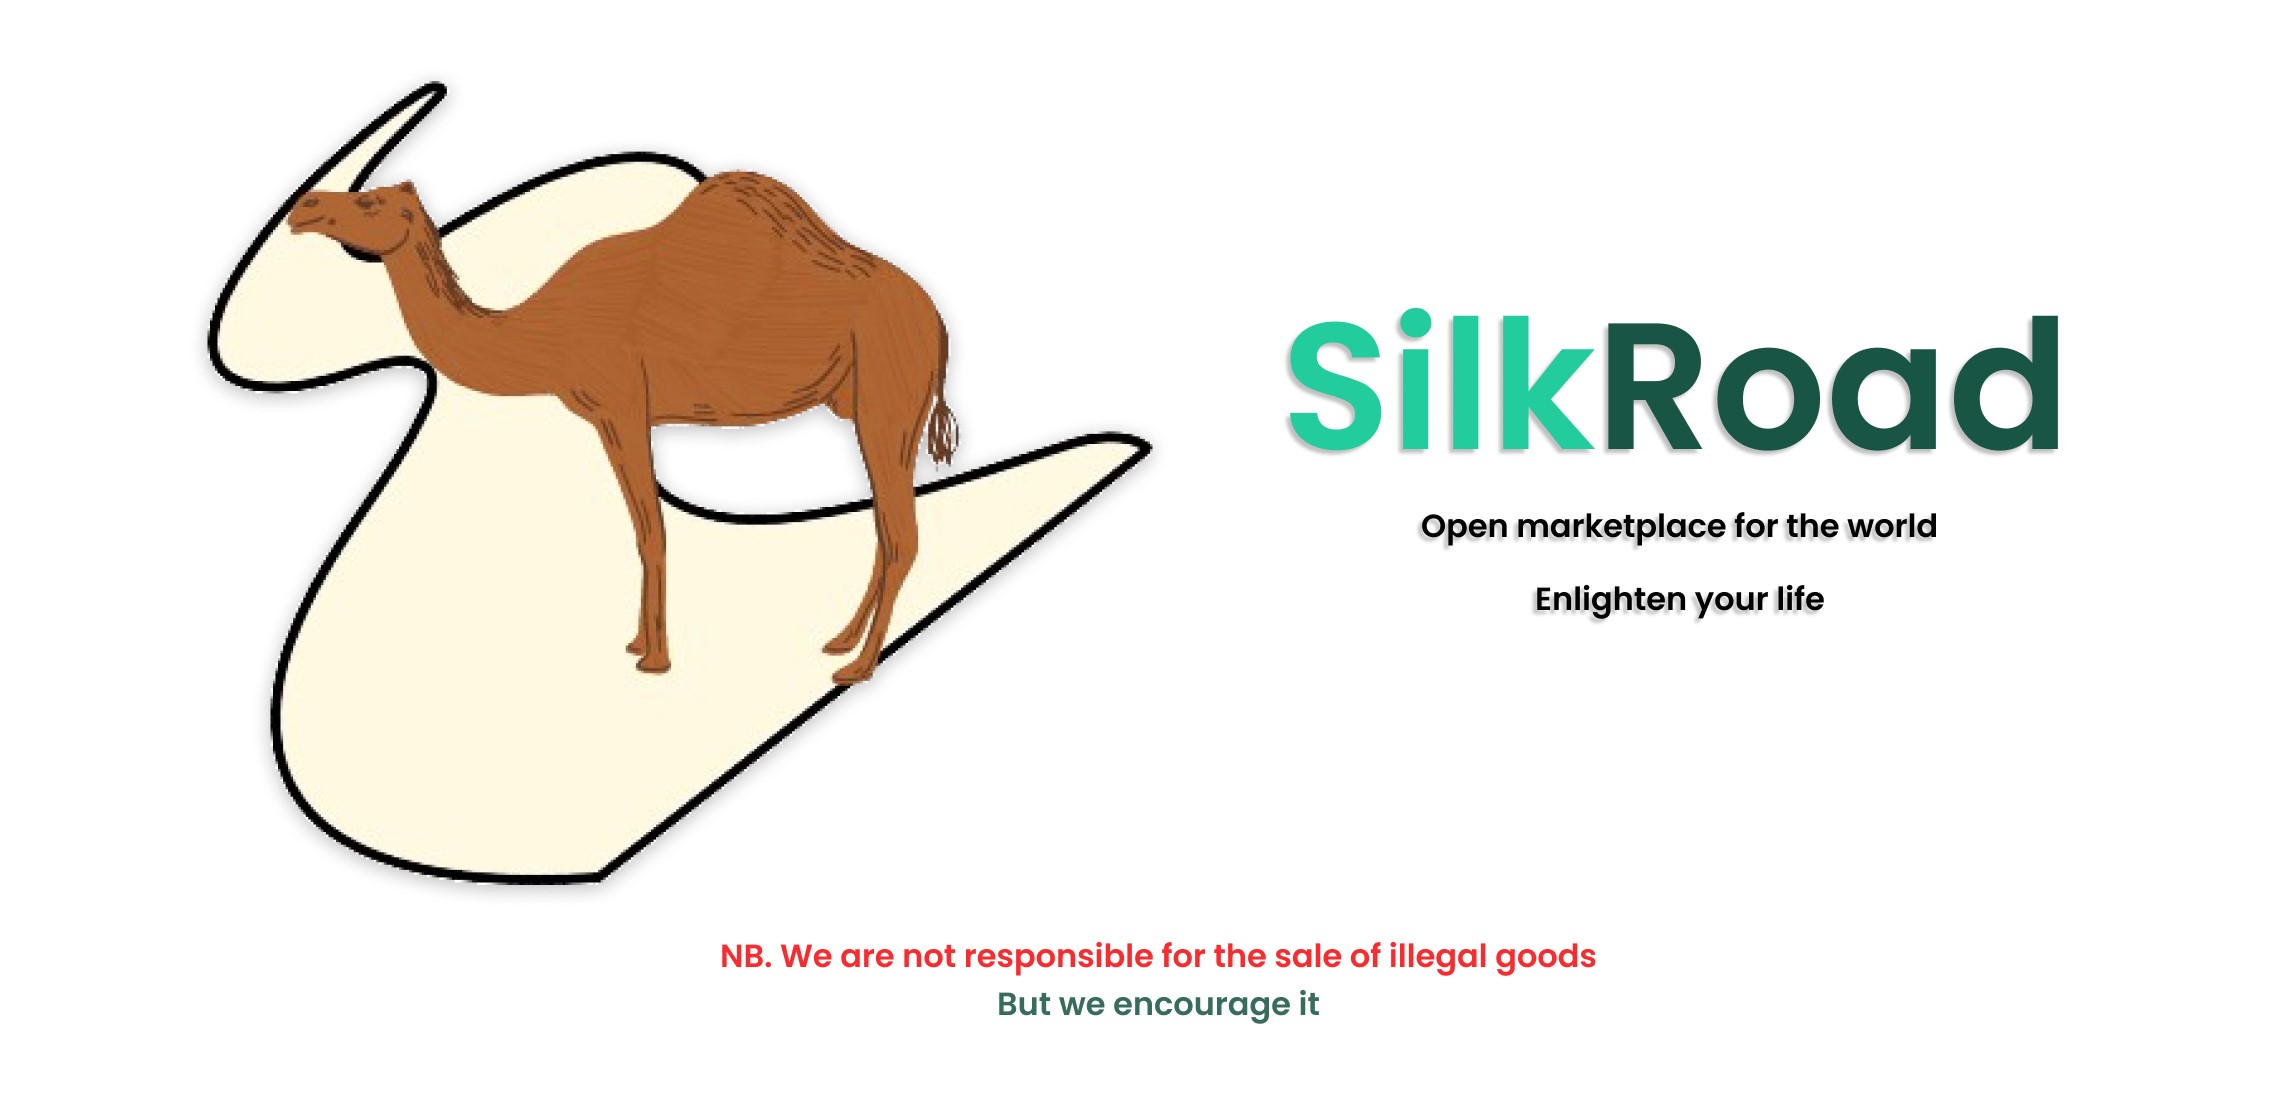 SilkRoad
Open marketplace for the world
Enlighten your life
NB. We are not responsible for the sale of illegal goods
But we encourage it